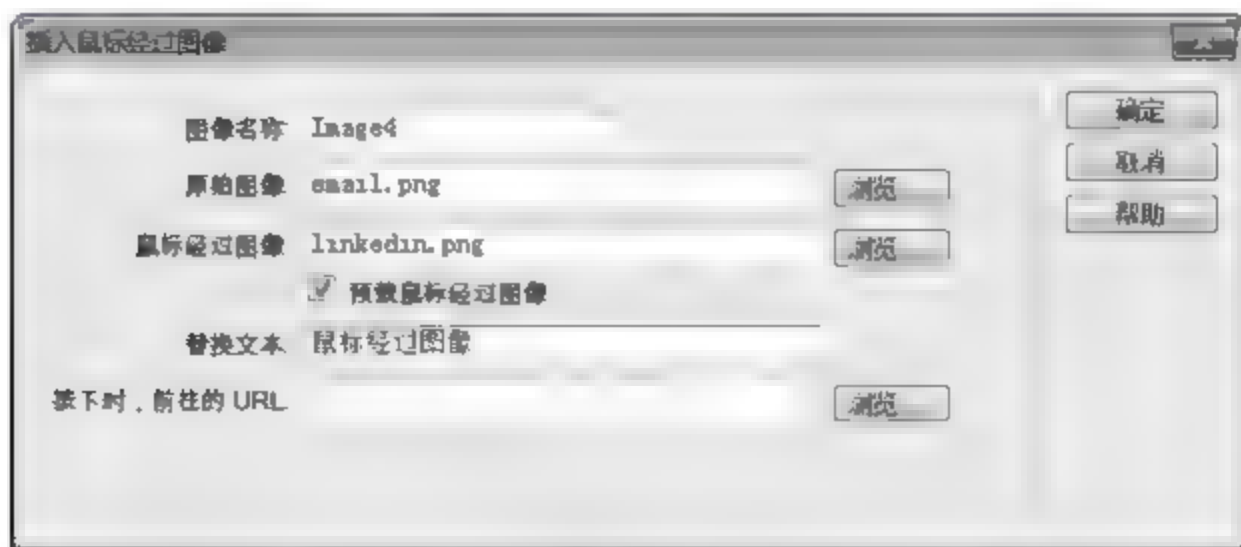 插入鼠标经过图像
图像名称 Image4
原始图像 email.png 浏览
鼠标经过图像 linkedin.png 浏览
预载鼠标经过图像
替换文本 鼠标经过图像
按下时，前往的 URL 浏览
确定
取消
帮助